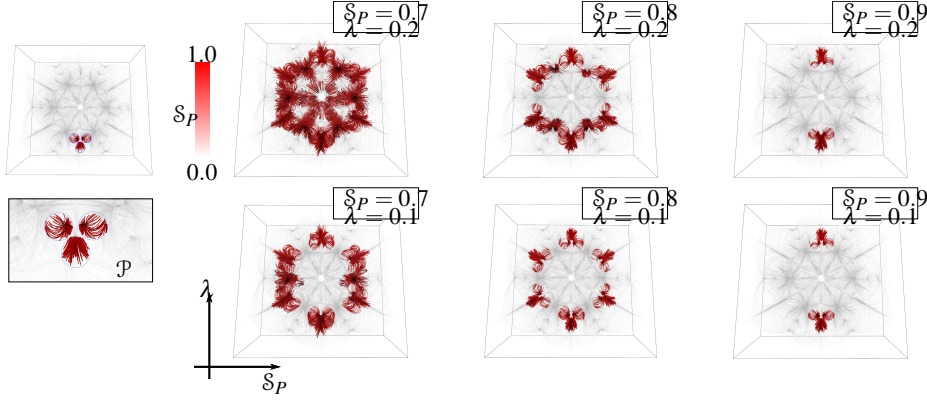 𝒮_P = 0.7
λ = 0.2
𝒮_P = 0.8
λ = 0.2
𝒮_P = 0.9
λ = 0.2
1.0
𝒮_P
0.0
𝒮_P = 0.7
λ = 0.1
𝒮_P = 0.8
λ = 0.1
𝒮_P = 0.9
λ = 0.1
𝒫
λ
𝒮_P